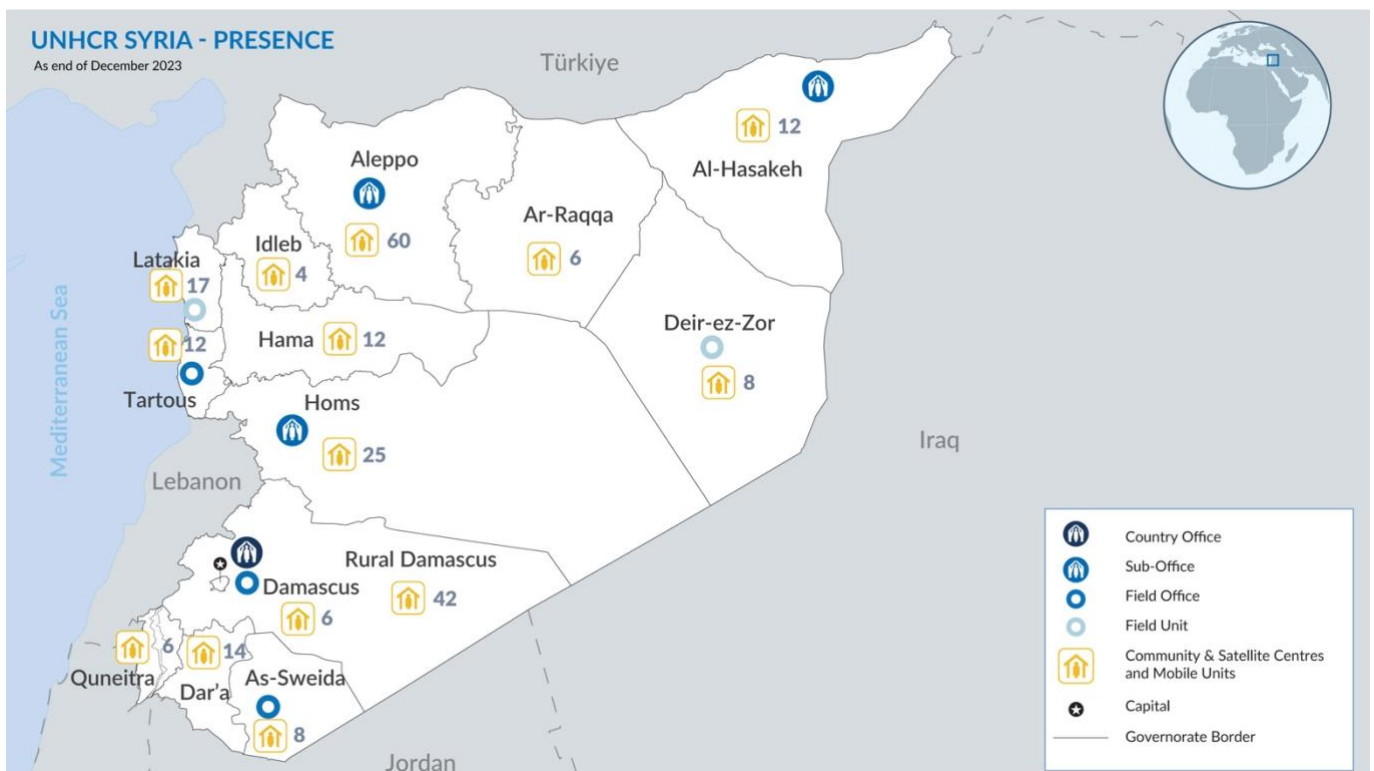 UNHCR SYRIA - PRESENCE
As end of December 2023
Türkiye
12
Al-Hasakeh
Aleppo
60
Ar-Raqqa
6
Idleb
4
Latakia
17
Mediterranean Sea
12
Tartous
Hama
12
Deir-ez-Zor
8
Homs
25
Iraq
Lebanon
Rural Damascus
42
Damascus
6
6
Quneitra
14
Dar'a
As-Sweida
8
Jordan
Country Office
Sub-Office
Field Office
Field Unit
Community & Satellite Centres
and Mobile Units
Capital
Governorate Border